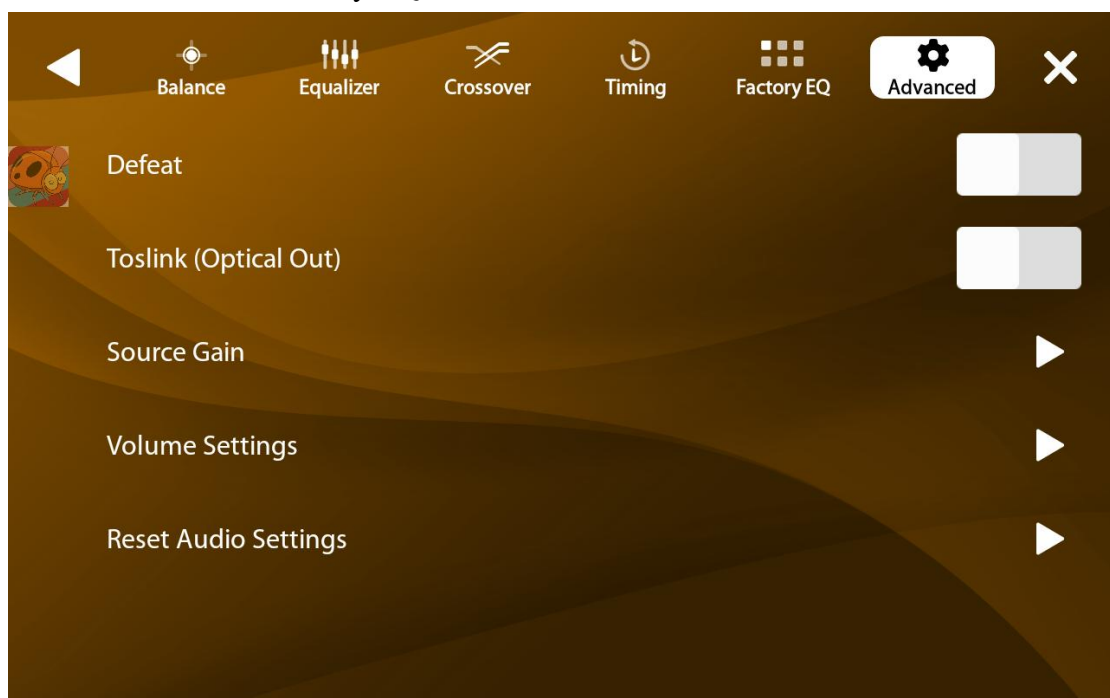 Balance Equalizer Crossover Timing Factory EQ Advanced
Defeat
Toslink (Optical Out)
Source Gain
Volume Settings
Reset Audio Settings